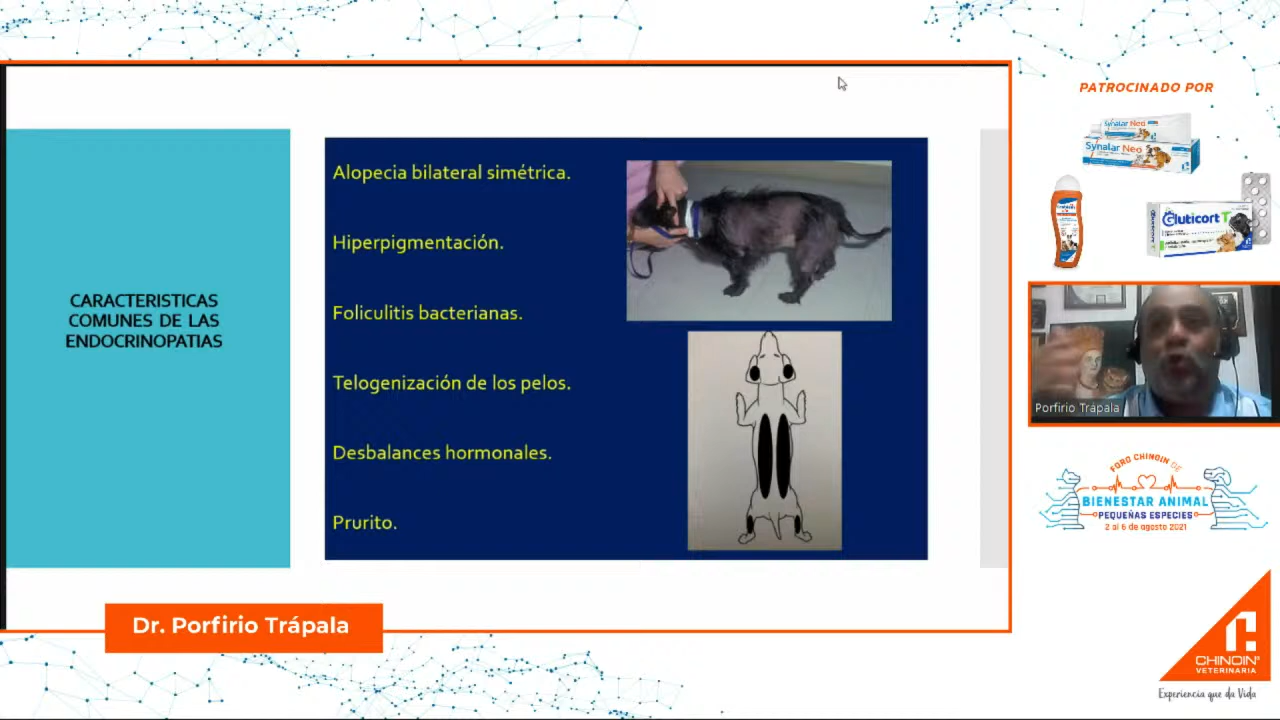 CARACTERISTICAS
COMUNES DE LAS
ENDOCRINOPATIAS
Alopecia bilateral simétrica.
Hiperpigmentación.
Foliculitis bacterianas.
Telogenización de los pelos.
Desbalances hormonales.
Prurito.
Dr. Porfirio Trápala
PATROCINADO POR
Synalar Neo
Synalar Neo
Gluticort
Porfirio Trápala
FORO CHINOIN DE
BIENESTAR ANIMAL
PEQUEÑAS ESPECIES
2 al 6 de agosto 2021
CHINOIN
VETERINARIA
Experiencia que da Vida